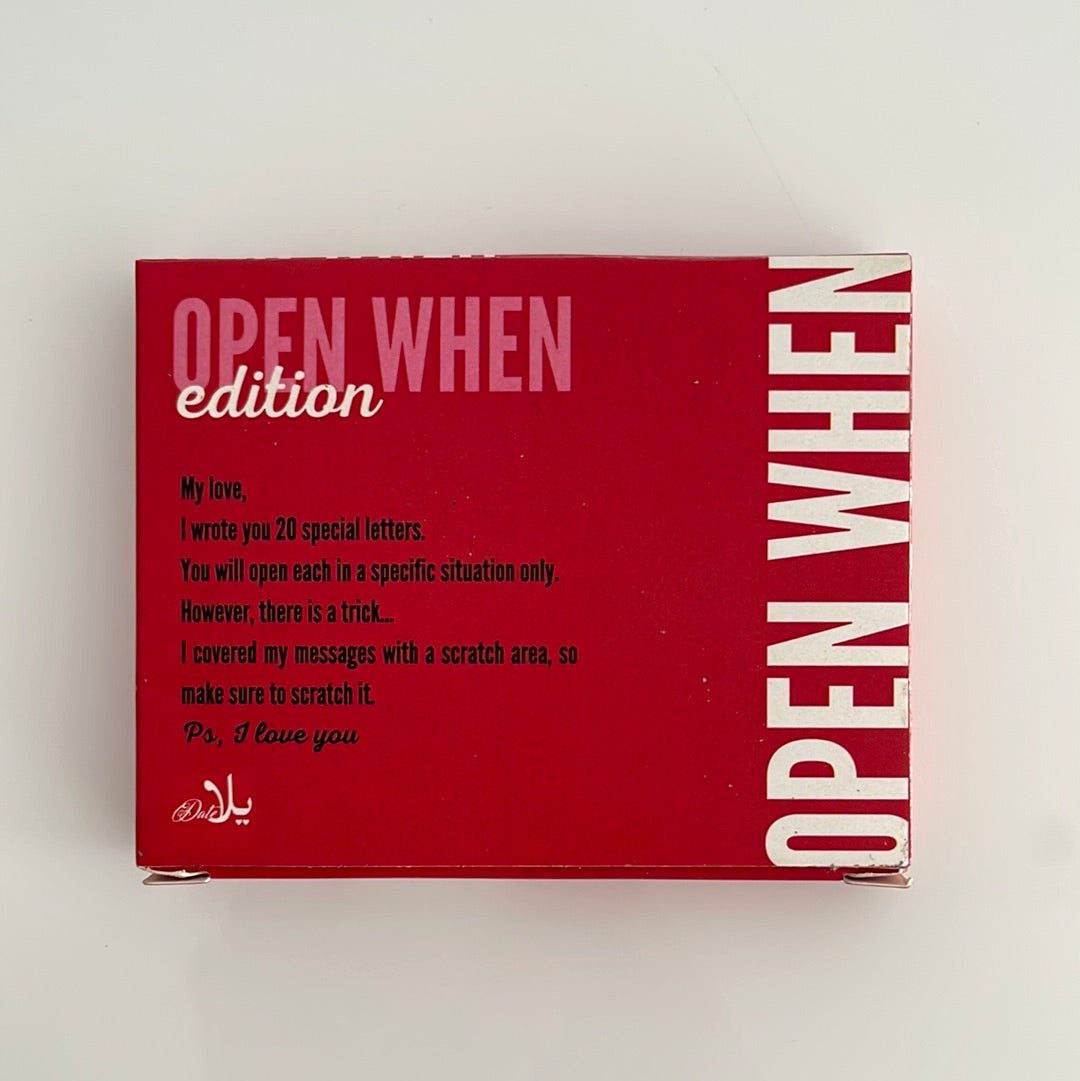 OPEN WHEN
edition
My love,
I wrote you 20 special letters.
You will open each in a specific situation only.
However, there is a trick...
I covered my messages with a scratch area, so
make sure to scratch it.
Ps, I love you
Date يلا
OPEN WHEN